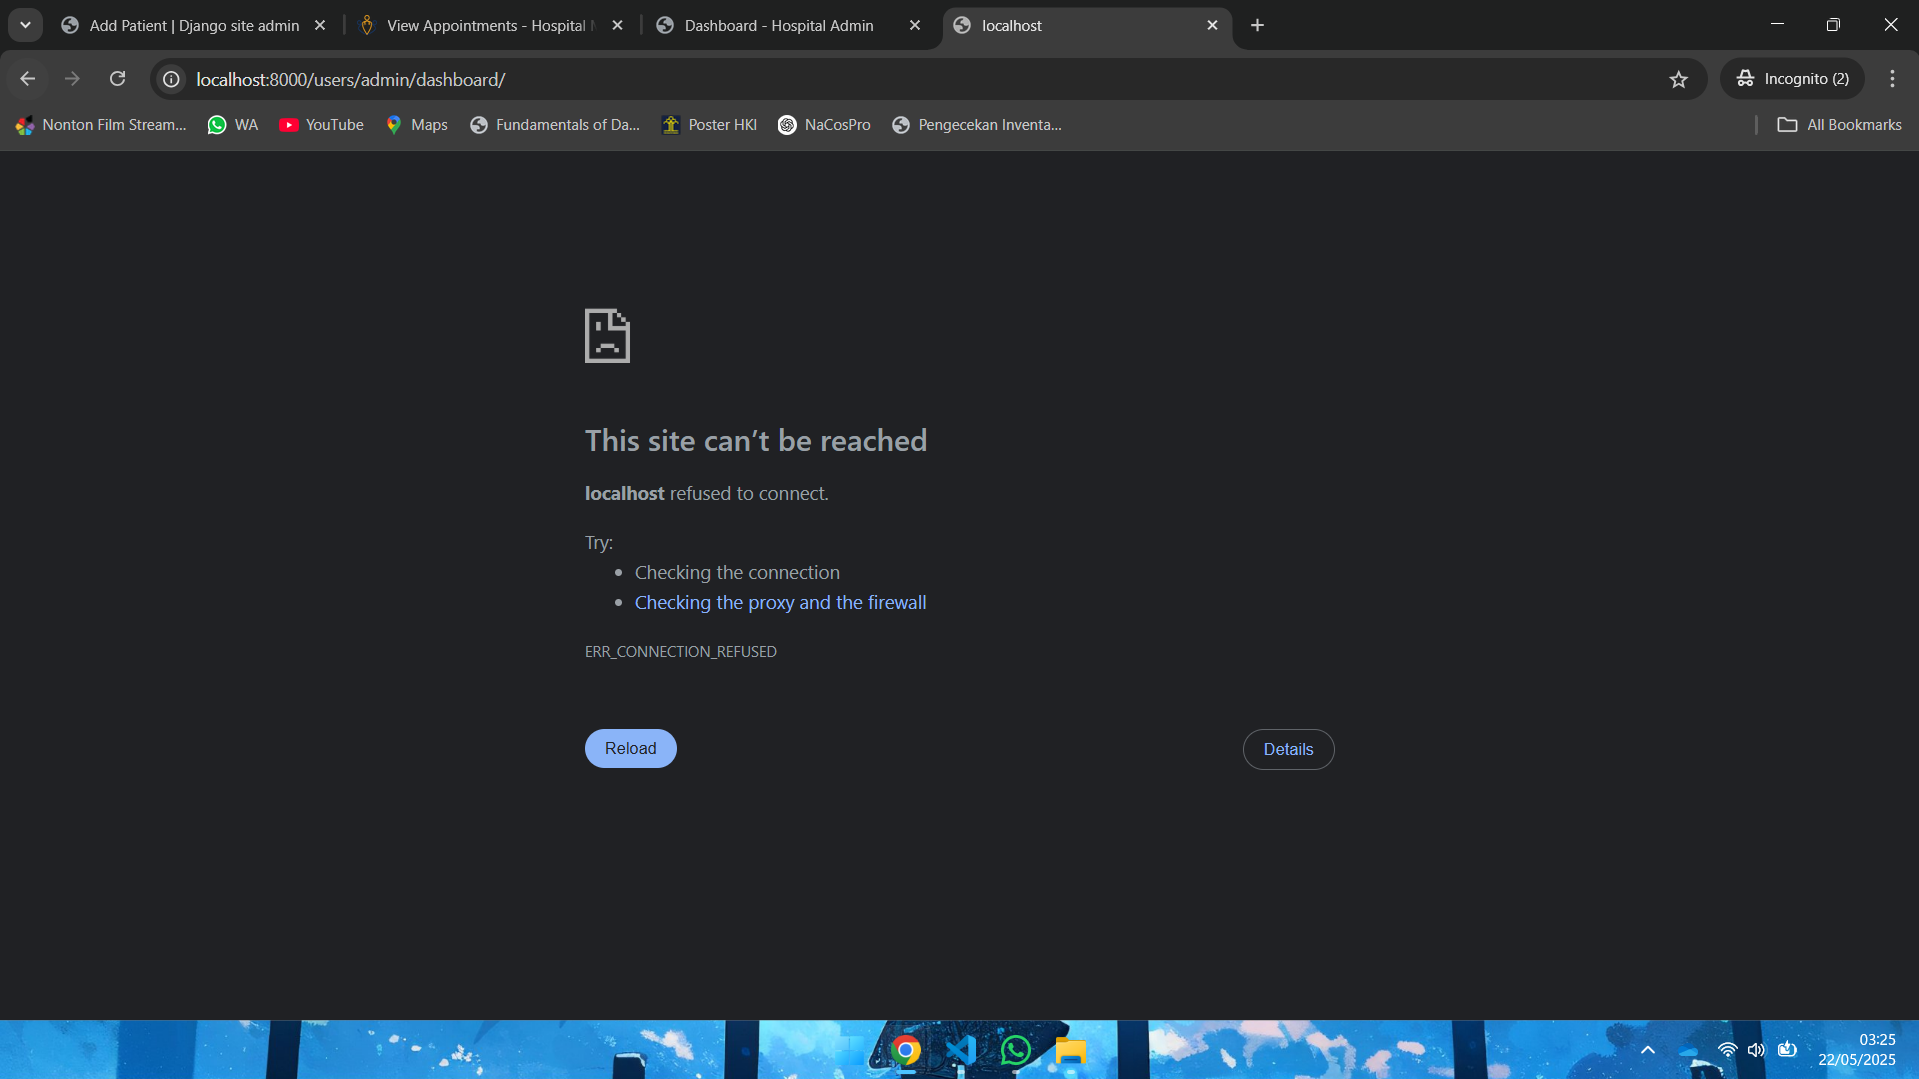 Add Patient | Django site admin
View Appointments - Hospital
Dashboard - Hospital Admin
localhost
localhost:8000/users/admin/dashboard/
Incognito (2)
Nonton Film Stream...
WA
YouTube
Maps
Fundamentals of Da...
Poster HKI
NaCosPro
Pengecekan Inventa...
All Bookmarks
This site can’t be reached
localhost refused to connect.
Try:
• Checking the connection
• Checking the proxy and the firewall
ERR_CONNECTION_REFUSED
Reload
Details
03:25
22/05/2025